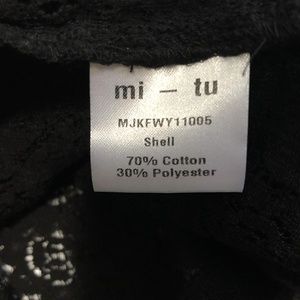 mi – tu
MJKFWY11005
Shell
70% Cotton
30% Polyester